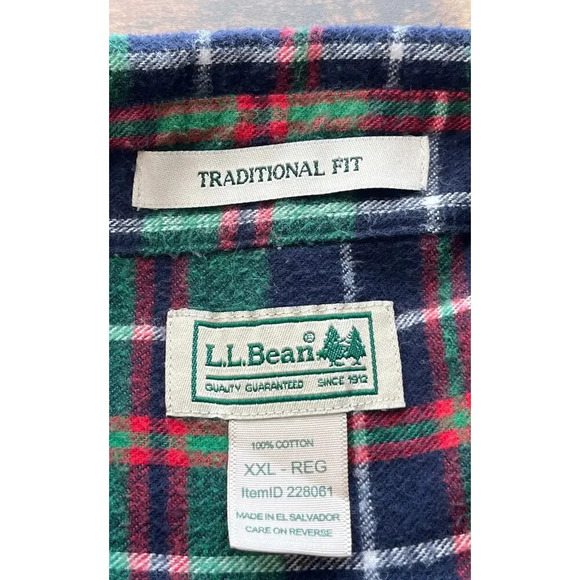 TRADITIONAL FIT
L.L.Bean®
QUALITY GUARANTEED SINCE 1912
100% COTTON
XXL - REG
ItemID 228061
MADE IN EL SALVADOR
CARE ON REVERSE